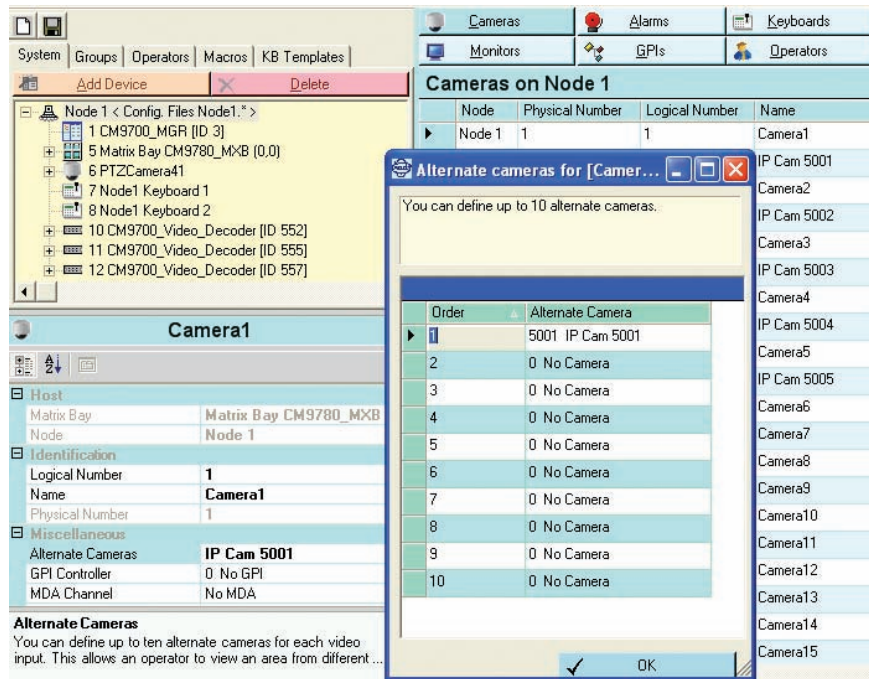 System Groups Operators Macros KB Templates
Add Device Delete
Node 1 < Config. Files Node1.* >
1 CM9700_MGR [ID 3]
5 Matrix Bay CM9780_MXB (0,0)
6 PTZCamera41
7 Node1 Keyboard 1
8 Node1 Keyboard 2
10 CM9700_Video_Decoder [ID 552]
11 CM9700_Video_Decoder [ID 555]
12 CM9700_Video_Decoder [ID 557]
Camera1
Host
Matrix Bay Matrix Bay CM9780_MXB
Node Node 1
Identification
Logical Number 1
Name Camera1
Physical Number 1
Miscellaneous
Alternate Cameras IP Cam 5001
GPI Controller 0 No GPI
MDA Channel No MDA
Alternate Cameras
You can define up to ten alternate cameras for each video
input. This allows an operator to view an area from different ...
Cameras Alarms Keyboards
Monitors GPIs Operators
Cameras on Node 1
Node Physical Number Logical Number Name
Node 1 1 1 Camera1
IP Cam 5001
Camera2
IP Cam 5002
Camera3
IP Cam 5003
Camera4
IP Cam 5004
Camera5
IP Cam 5005
Camera6
Camera7
Camera8
Camera9
Camera10
Camera11
Camera12
Camera13
Camera14
Camera15
Alternate cameras for [Camer...
You can define up to 10 alternate cameras.
Order Alternate Camera
1 5001 IP Cam 5001
2 0 No Camera
3 0 No Camera
4 0 No Camera
5 0 No Camera
6 0 No Camera
7 0 No Camera
8 0 No Camera
9 0 No Camera
10 0 No Camera
OK